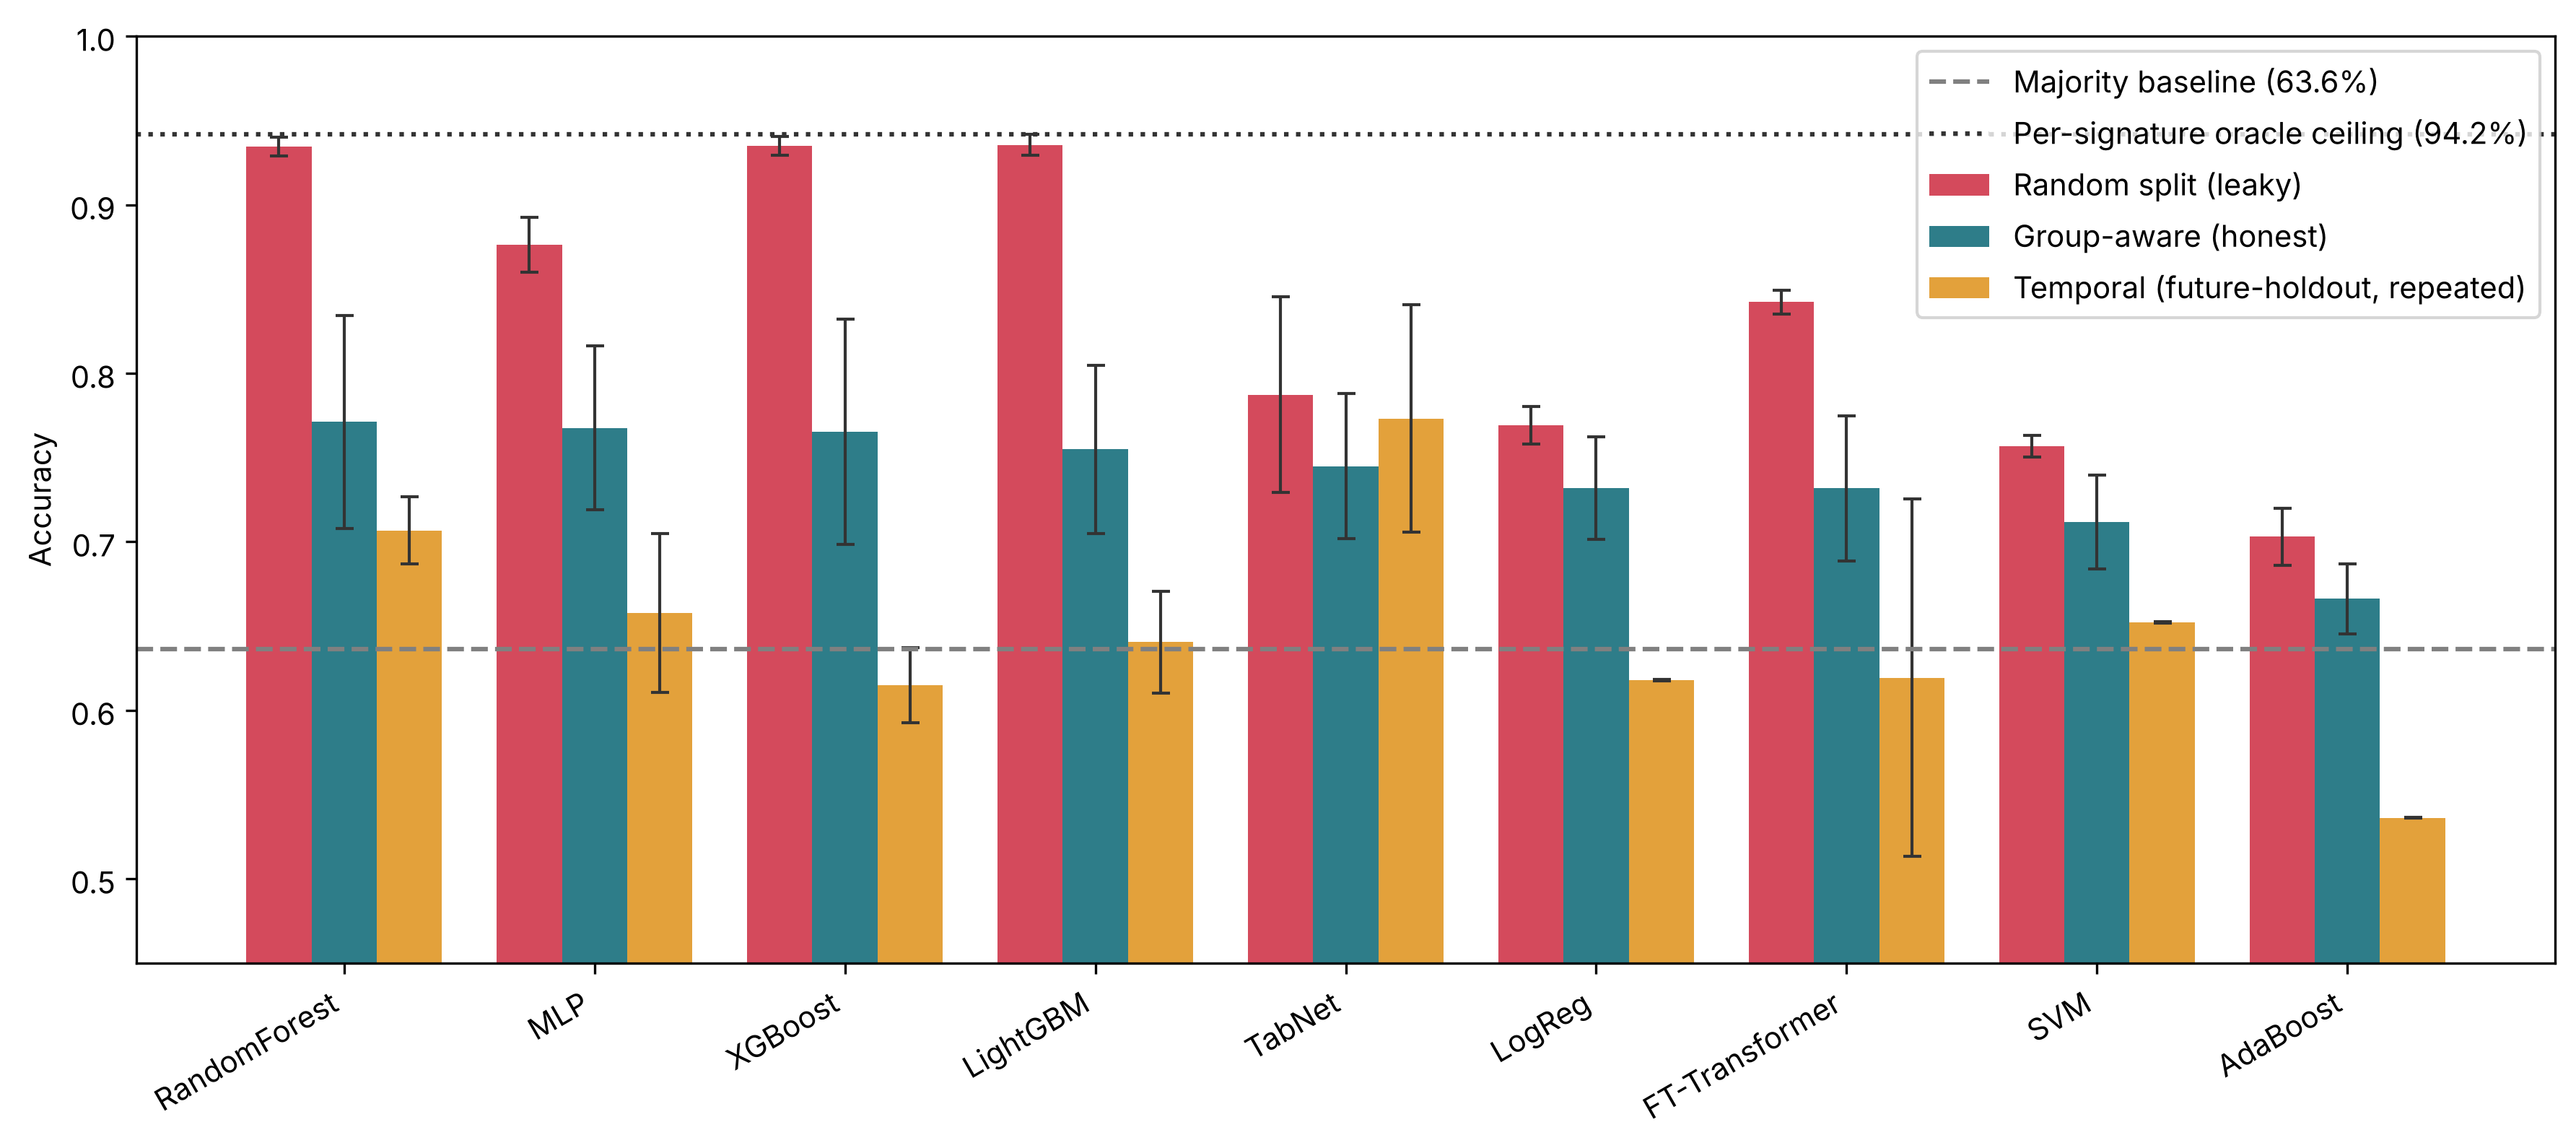 Accuracy
1.0
0.9
0.8
0.7
0.6
0.5
Majority baseline (63.6%)
Per-signature oracle ceiling (94.2%)
Random split (leaky)
Group-aware (honest)
Temporal (future-holdout, repeated)
RandomForest
MLP
XGBoost
LightGBM
TabNet
LogReg
FT-Transformer
SVM
AdaBoost